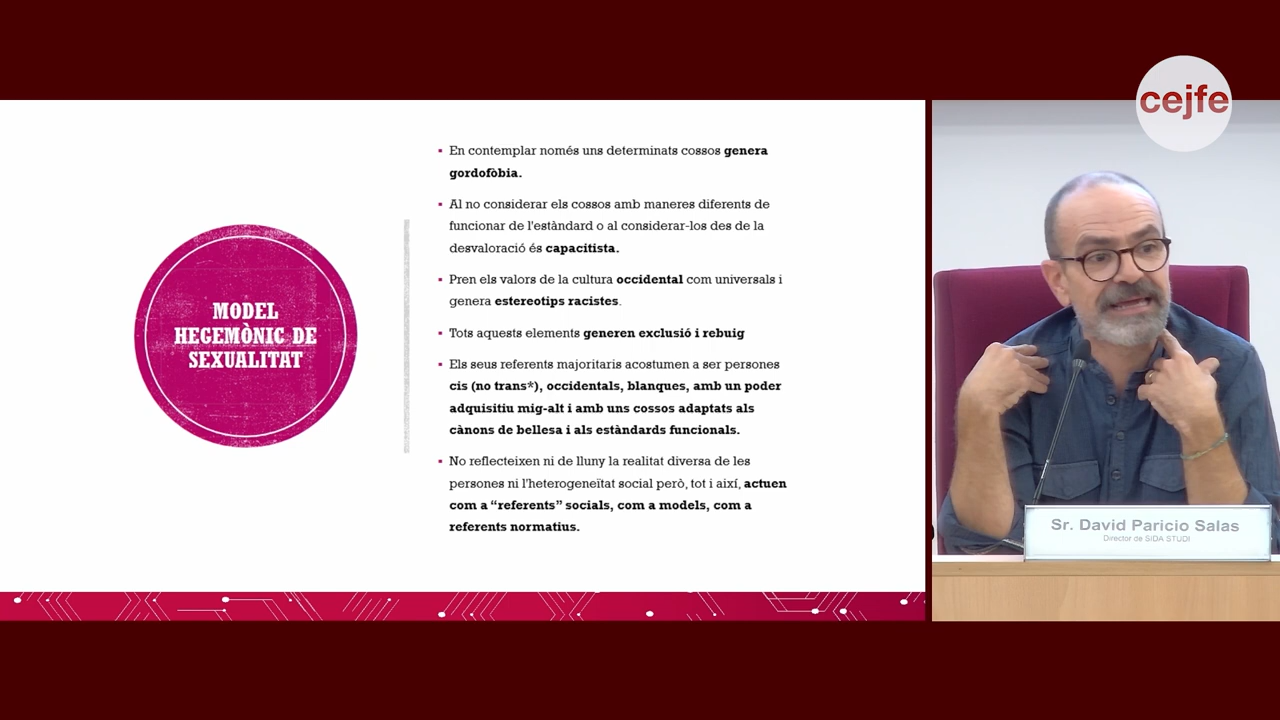 cejfe
MODEL
HEGEMÒNIC DE
SEXUALITAT
En contemplar només uns determinats cossos genera
gordofòbia.
Al no considerar els cossos amb maneres diferents de
funcionar de l'estàndard o al considerar-los des de la
desvaloració és capacitista.
Pren els valors de la cultura occidental com universals i
genera estereotips racistes.
Tots aquests elements generen exclusió i rebuig
Els seus referents majoritaris acostumen a ser persones
cis (no trans*), occidentals, blanques, amb un poder
adquisitiu mig-alt i amb uns cossos adaptats als
cànons de bellesa i als estàndards funcionals.
No reflecteixen ni de lluny la realitat diversa de les
persones ni l'heterogeneïtat social però, tot i així, actuen
com a “referents” socials, com a models, com a
referents normatius.
Sr. David Paricio Salas
Director de SIDA STUDI